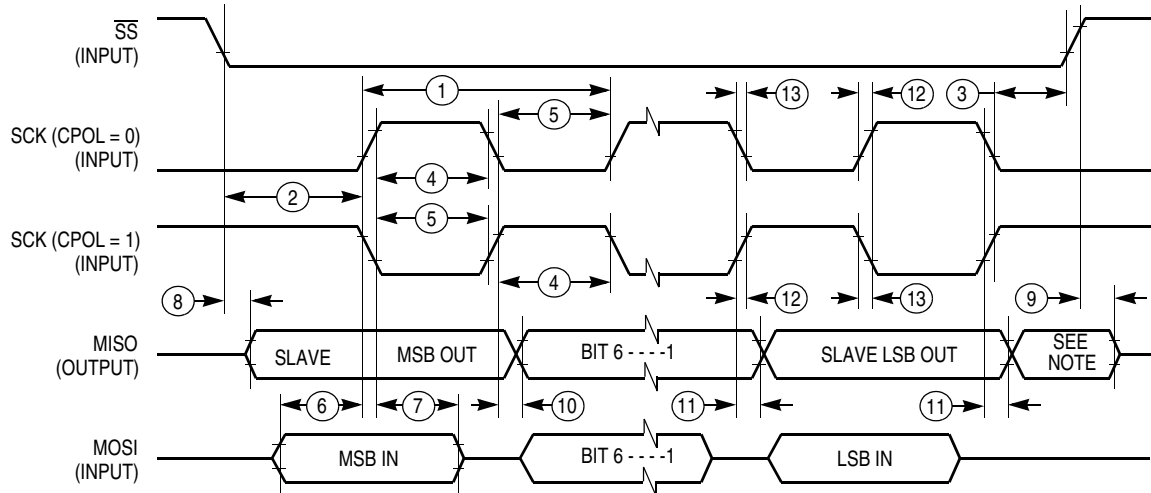 SS
(INPUT)
1
13
12
3
5
SCK (CPOL = 0)
(INPUT)
4
2
5
SCK (CPOL = 1)
(INPUT)
4
8
12
13
9
MISO
(OUTPUT)
SLAVE
MSB OUT
BIT 6 - - - -1
SLAVE LSB OUT
SEE
NOTE
6
7
10
11
11
MOSI
(INPUT)
MSB IN
BIT 6 - - - -1
LSB IN